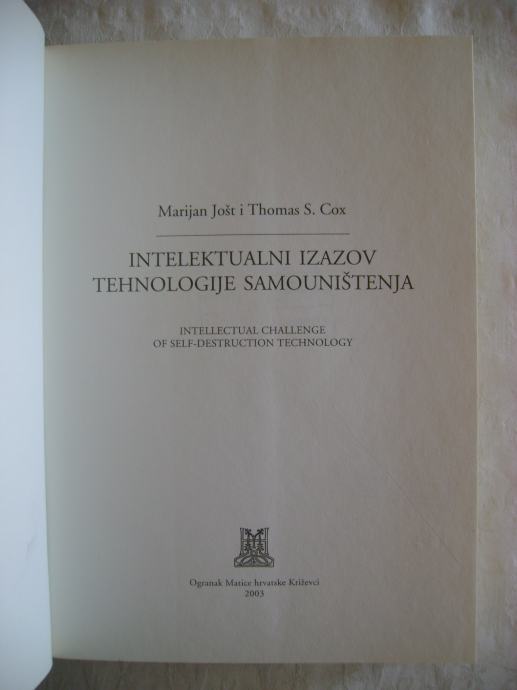 Marijan Jošt i Thomas S. Cox
INTELEKTUALNI IZAZOV
TEHNOLOGIJE SAMOUNIŠTENJA
INTELLECTUAL CHALLENGE
OF SELF-DESTRUCTION TECHNOLOGY
Ogranak Matice hrvatske Križevci
2003